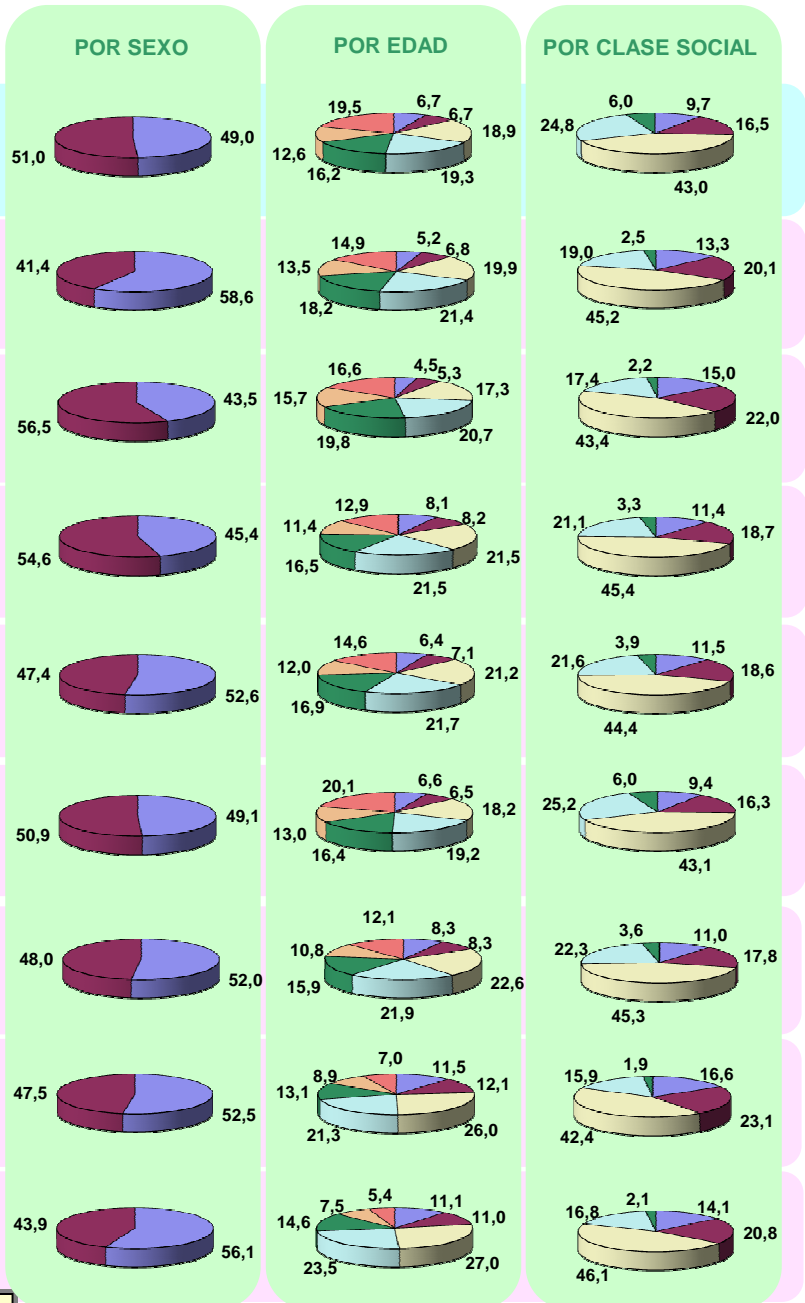 POR SEXO POR EDAD POR CLASE SOCIAL
51,0 49,0 19,5 6,7 6,7 18,9 19,3 16,2 12,6 6,0 9,7 16,5 43,0 24,8
41,4 58,6 14,9 5,2 6,8 19,9 21,4 18,2 13,5 2,5 13,3 20,1 45,2 19,0
56,5 43,5 16,6 4,5 5,3 17,3 20,7 19,8 15,7 2,2 15,0 22,0 43,4 17,4
54,6 45,4 12,9 8,1 8,2 21,5 21,5 16,5 11,4 3,3 11,4 18,7 45,4 21,1
47,4 52,6 14,6 6,4 7,1 21,2 21,7 16,9 12,0 3,9 11,5 18,6 44,4 21,6
50,9 49,1 20,1 6,6 6,5 18,2 19,2 16,4 13,0 6,0 9,4 16,3 43,1 25,2
48,0 52,0 12,1 8,3 8,3 22,6 21,9 15,9 10,8 3,6 11,0 17,8 45,3 22,3
47,5 52,5 7,0 11,5 12,1 26,0 21,3 13,1 8,9 1,9 16,6 23,1 42,4 15,9
43,9 56,1 5,4 11,1 11,0 27,0 23,5 14,6 7,5 2,1 14,1 20,8 46,1 16,8